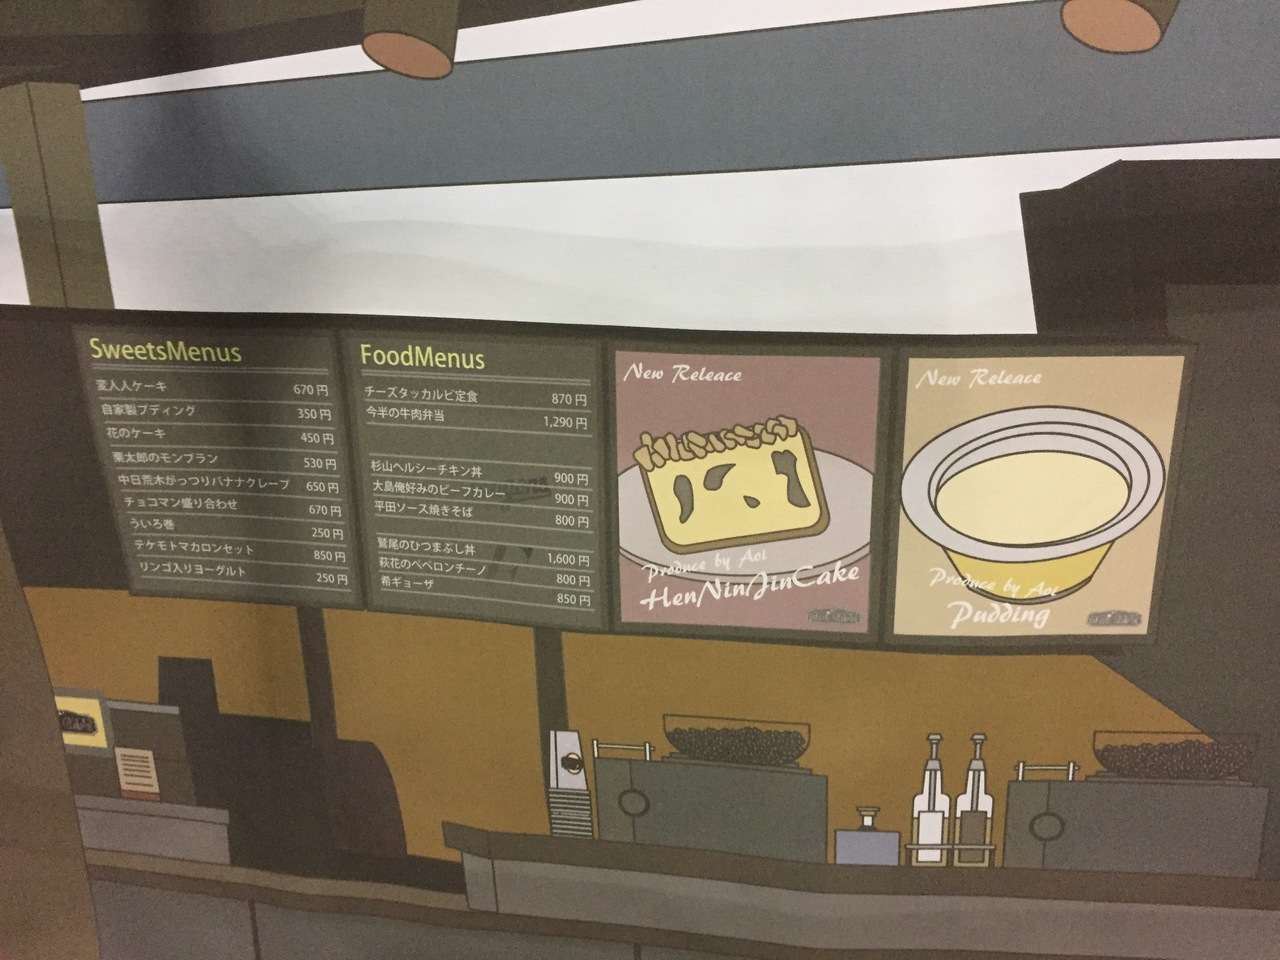 SweetsMenus
変人人ケーキ 670円
自家製プディング 350円
花のケーキ 450円
栗太郎のモンブラン 530円
中日荒木がっつりバナナクレープ 650円
チョコマン盛り合わせ 670円
ういろ巻 250円
テケモトマカロンセット 850円
リンゴ入りヨーグルト 250円
FoodMenus
チーズタッカルビ定食 870円
今半の牛肉弁当 1,290円
杉山ヘルシーチキン丼 900円
大島俺好みのビーフカレー 900円
平田ソース焼きそば 800円
鷲尾のひつまぶし丼 1,600円
萩花のペペロンチーノ 800円
希ギョーザ 850円
New Releace
Produce by Aoi
HenNinJinCake
New Releace
Produce by Aoi
Pudding